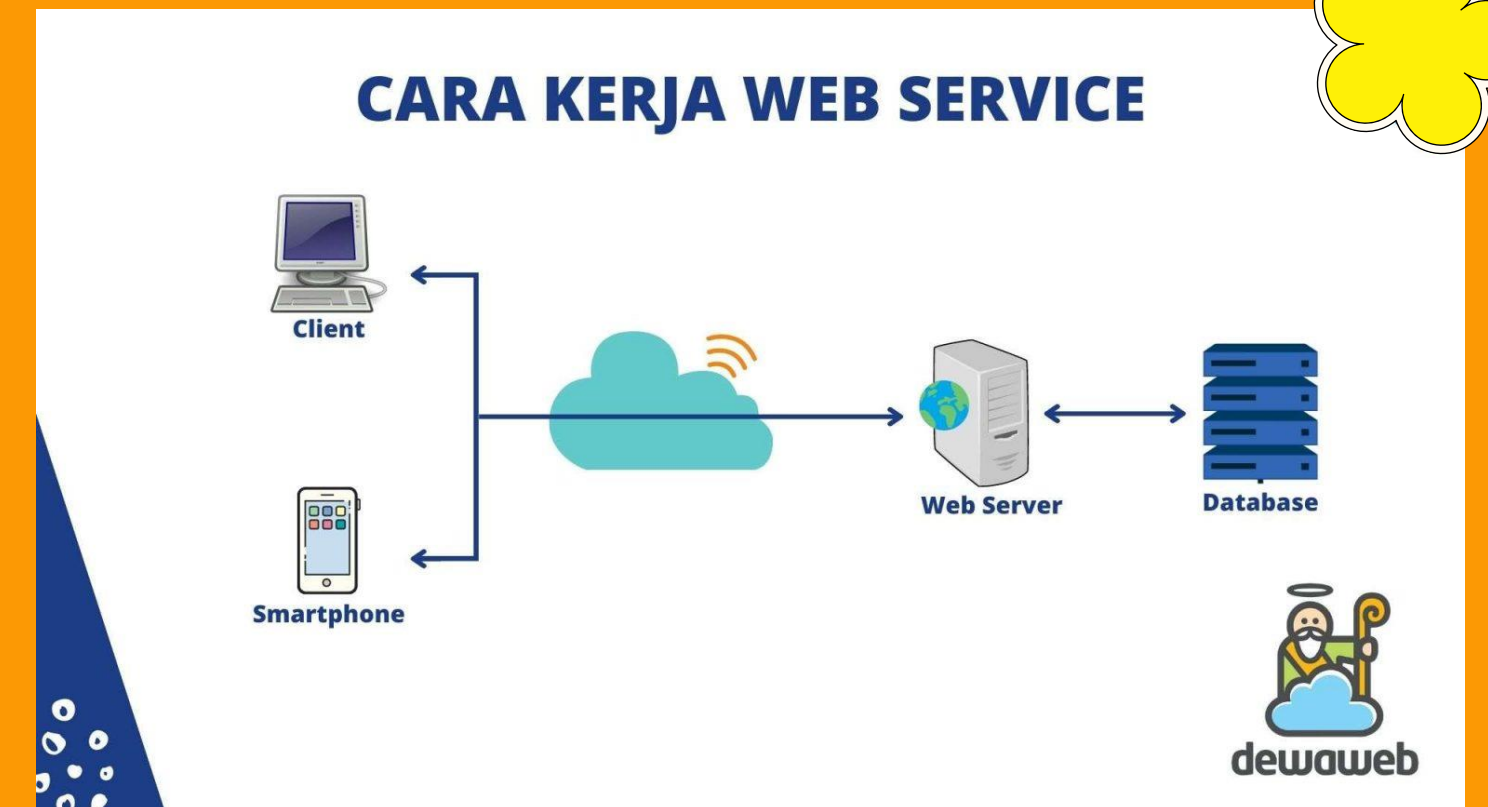 CARA KERJA WEB SERVICE
Client
Smartphone
Web Server
Database
dewaweb